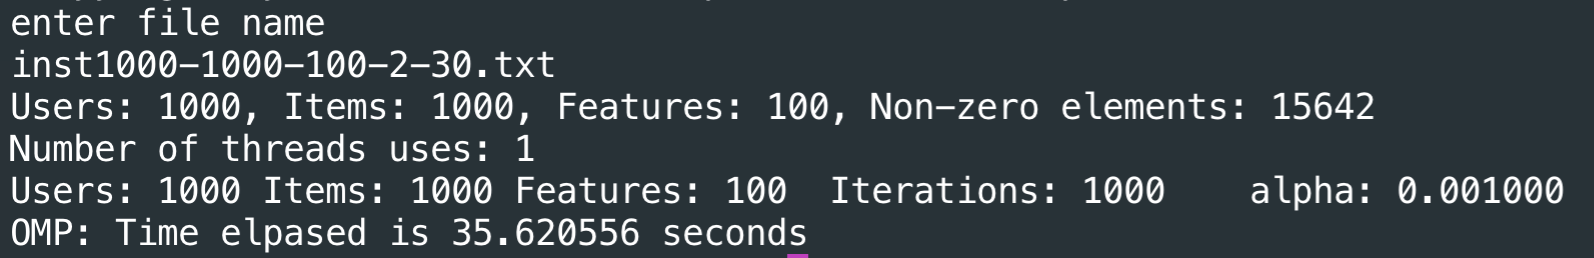 enter file name
inst1000-1000-100-2-30.txt
Users: 1000, Items: 1000, Features: 100, Non-zero elements: 15642
Number of threads uses: 1
Users: 1000 Items: 1000 Features: 100  Iterations: 1000    alpha: 0.001000
OMP: Time elpased is 35.620556 seconds